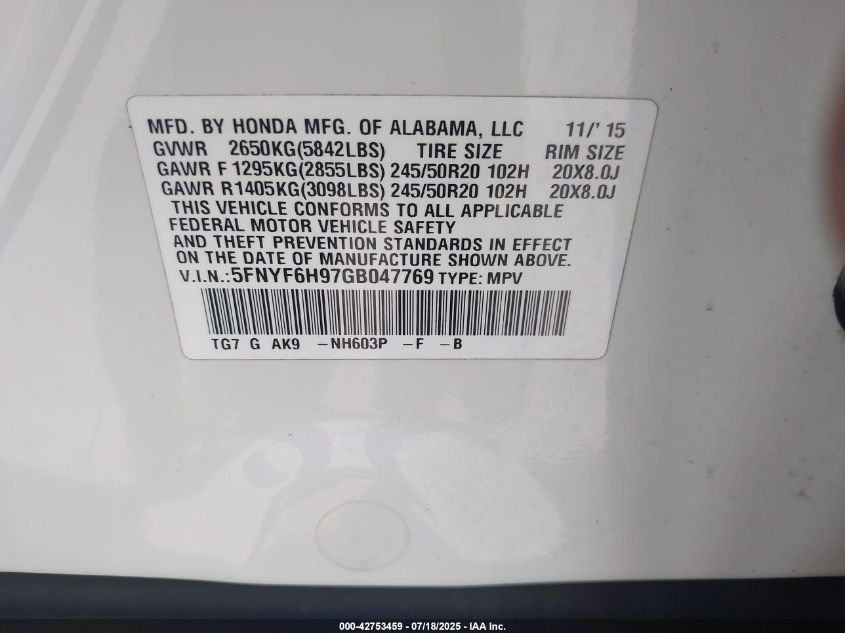 MFD. BY HONDA MFG. OF ALABAMA, LLC 11/'15
GVWR 2650KG(5842LBS) TIRE SIZE RIM SIZE
GAWR F 1295KG(2855LBS) 245/50R20 102H 20X8.0J
GAWR R1405KG(3098LBS) 245/50R20 102H 20X8.0J
THIS VEHICLE CONFORMS TO ALL APPLICABLE
FEDERAL MOTOR VEHICLE SAFETY
AND THEFT PREVENTION STANDARDS IN EFFECT
ON THE DATE OF MANUFACTURE SHOWN ABOVE.
V.I.N.:5FNYF6H97GB047769 TYPE: MPV
TG7 G AK9 -NH603P -F -B
000-42753459 - 07/18/2025 - IAA Inc.